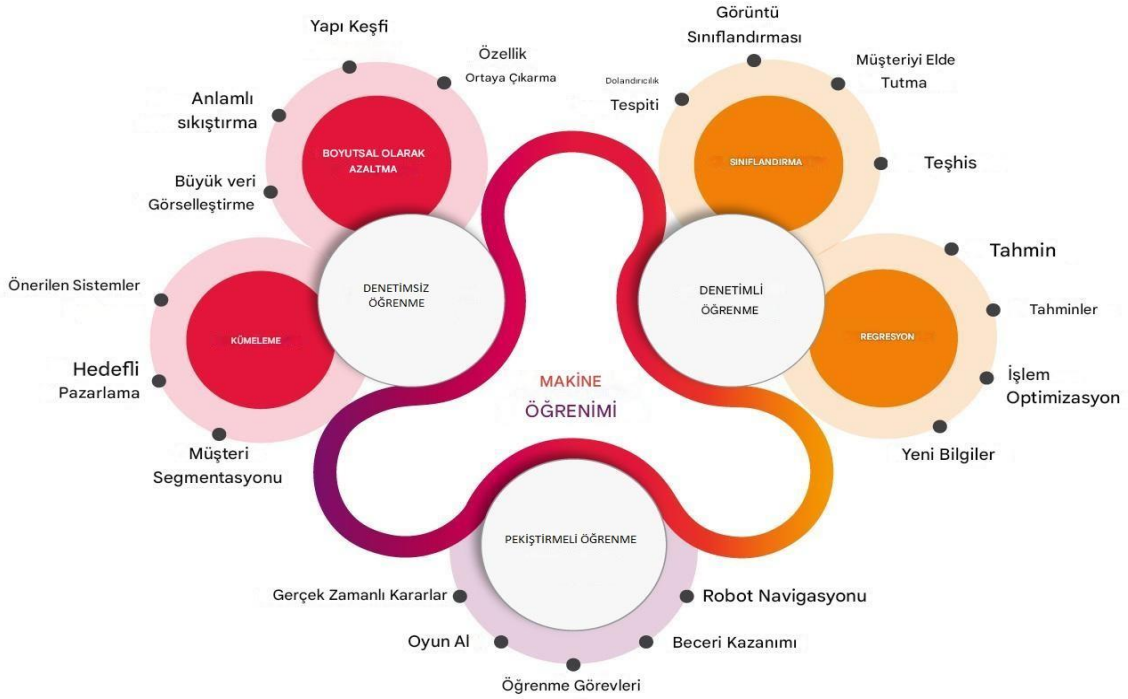 Yapı Keşfi
Özellik
Ortaya Çıkarma
Anlamlı
sıkıştırma
Büyük veri
Görselleştirme
BOYUTSAL OLARAK
AZALTMA
Önerilen Sistemler
Hedefli
Pazarlama
Müşteri
Segmentasyonu
KÜMELEME
DENETİMSİZ
ÖĞRENME
Görüntü
Sınıflandırması
Dolandırıcılık
Tespiti
Müşteriyi Elde
Tutma
Teşhis
SINIFLANDIRMA
DENETİMLİ
ÖĞRENME
Tahmin
Tahminler
İşlem
Optimizasyon
Yeni Bilgiler
REGRESYON
MAKİNE
ÖĞRENİMİ
PEKİŞTİRMELİ ÖĞRENME
Gerçek Zamanlı Kararlar
Oyun Al
Öğrenme Görevleri
Beceri Kazanımı
Robot Navigasyonu